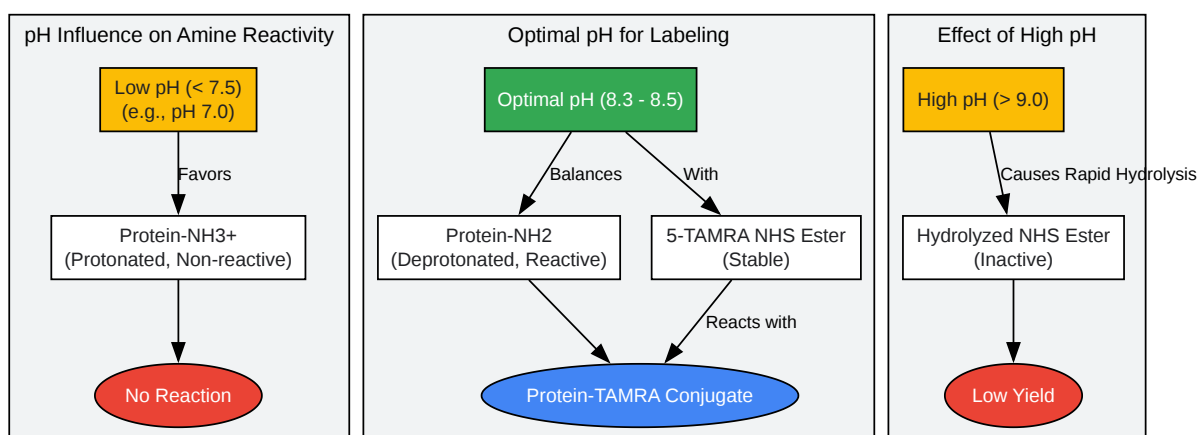 pH Influence on Amine Reactivity
Low pH (< 7.5)
(e.g., pH 7.0)
Favors
Protein-NH3+
(Protonated, Non-reactive)
No Reaction
Optimal pH for Labeling
Optimal pH (8.3 - 8.5)
Balances
With
Protein-NH2
(Deprotonated, Reactive)
5-TAMRA NHS Ester
(Stable)
Reacts with
Protein-TAMRA Conjugate
Effect of High pH
High pH (> 9.0)
Causes Rapid Hydrolysis
Hydrolyzed NHS Ester
(Inactive)
Low Yield